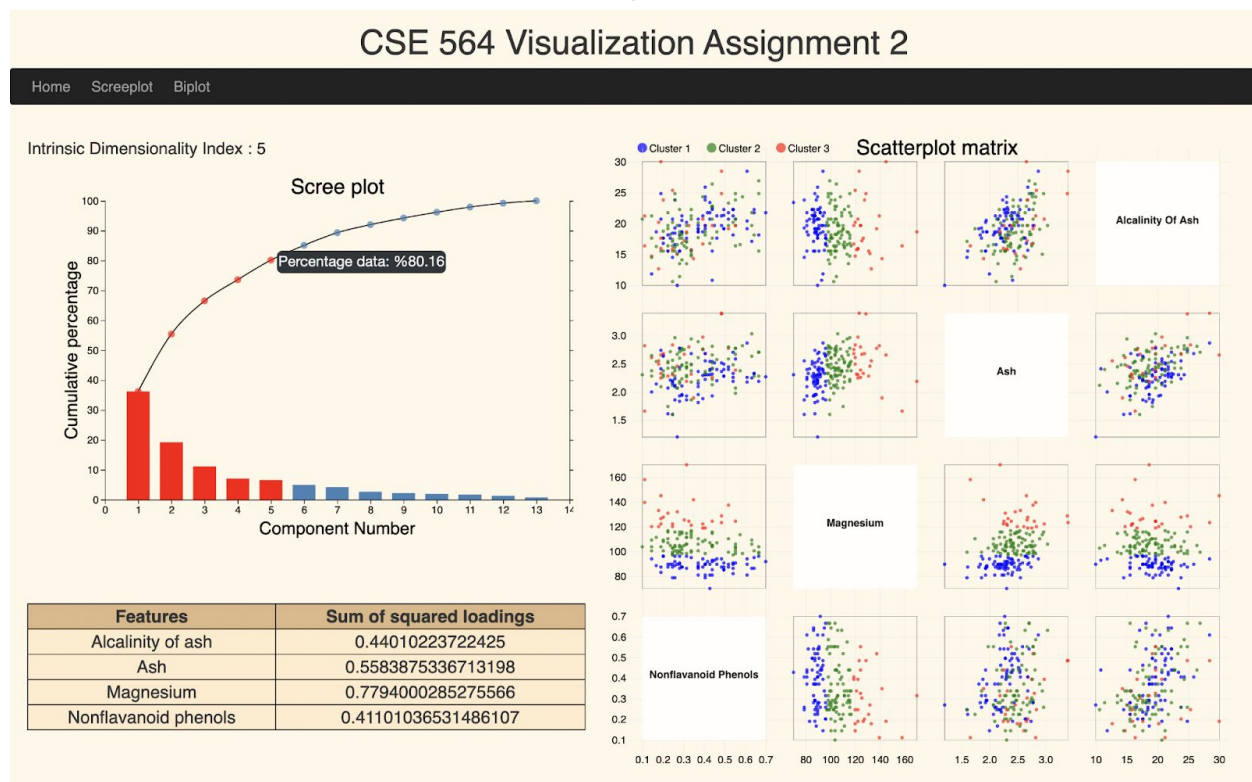 CSE 564 Visualization Assignment 2
Home Screeplot Biplot
Intrinsic Dimensionality Index : 5
Scree plot
100
90
80
70
60
50
40
30
20
10
0
Cumulative percentage
Percentage data: %80.16
0 1 2 3 4 5 6 7 8 9 10 11 12 13 14
Component Number
Features Sum of squared loadings
Alcalinity of ash 0.44010223722425
Ash 0.5583875336713198
Magnesium 0.7794000285275566
Nonflavanoid phenols 0.41101036531486107
Cluster 1 Cluster 2 Cluster 3 Scatterplot matrix
30
25
20
15
10
Alcalinity Of Ash
3.0
2.5
2.0
1.5
Ash
160
140
120
100
80
Magnesium
0.7
0.6
0.5
0.4
0.3
0.2
0.1
Nonflavanoid Phenols
0.1 0.2 0.3 0.4 0.5 0.6 0.7 80 100 120 140 160 1.5 2.0 2.5 3.0 10 15 20 25 30